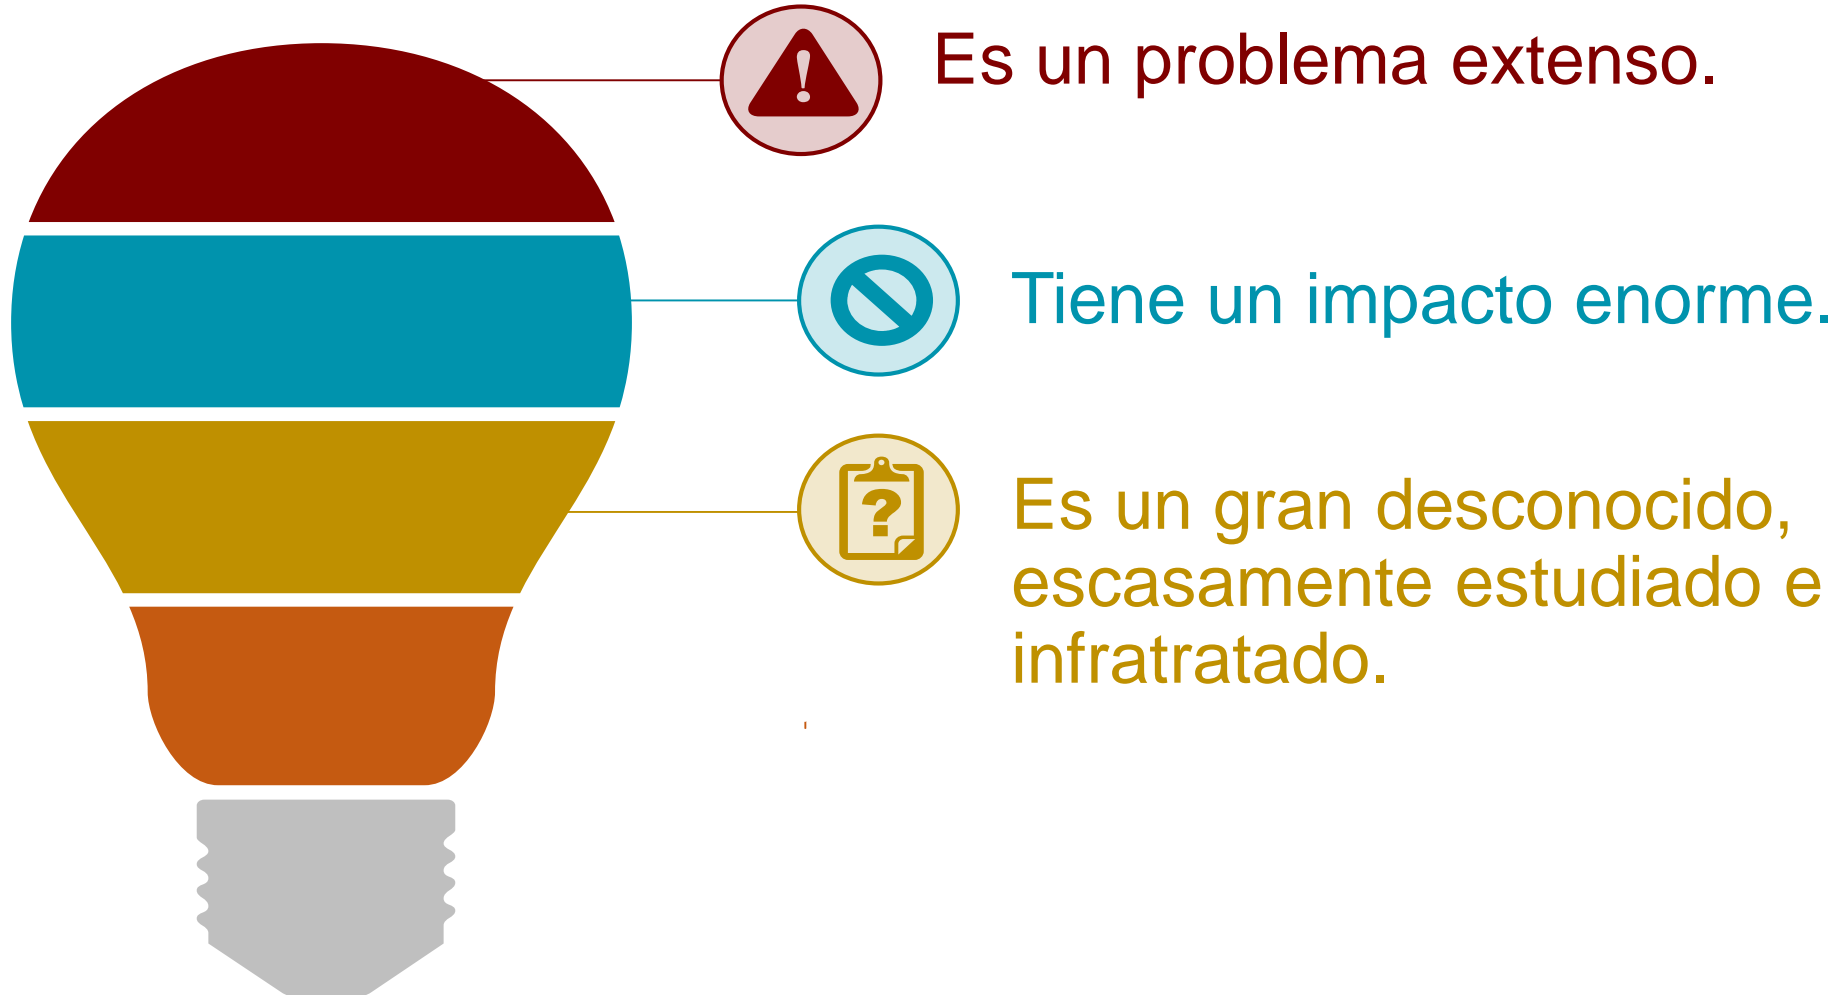 Es un problema extenso.
Tiene un impacto enorme.
Es un gran desconocido,
escasamente estudiado e
infratratado.